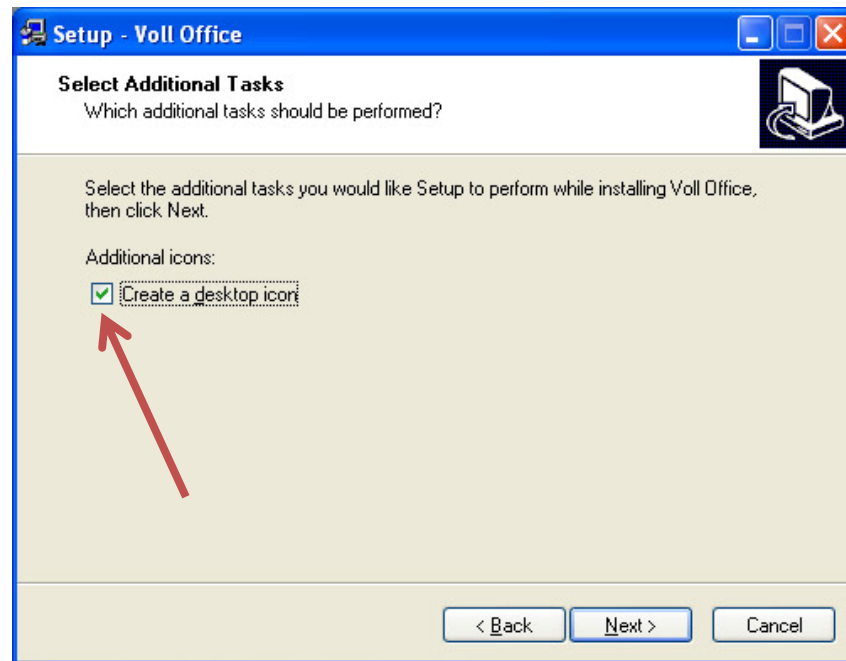 Setup - Voll Office
Select Additional Tasks
Which additional tasks should be performed?
Select the additional tasks you would like Setup to perform while installing Voll Office,
then click Next.
Additional icons:
Create a desktop icon
< Back Next > Cancel